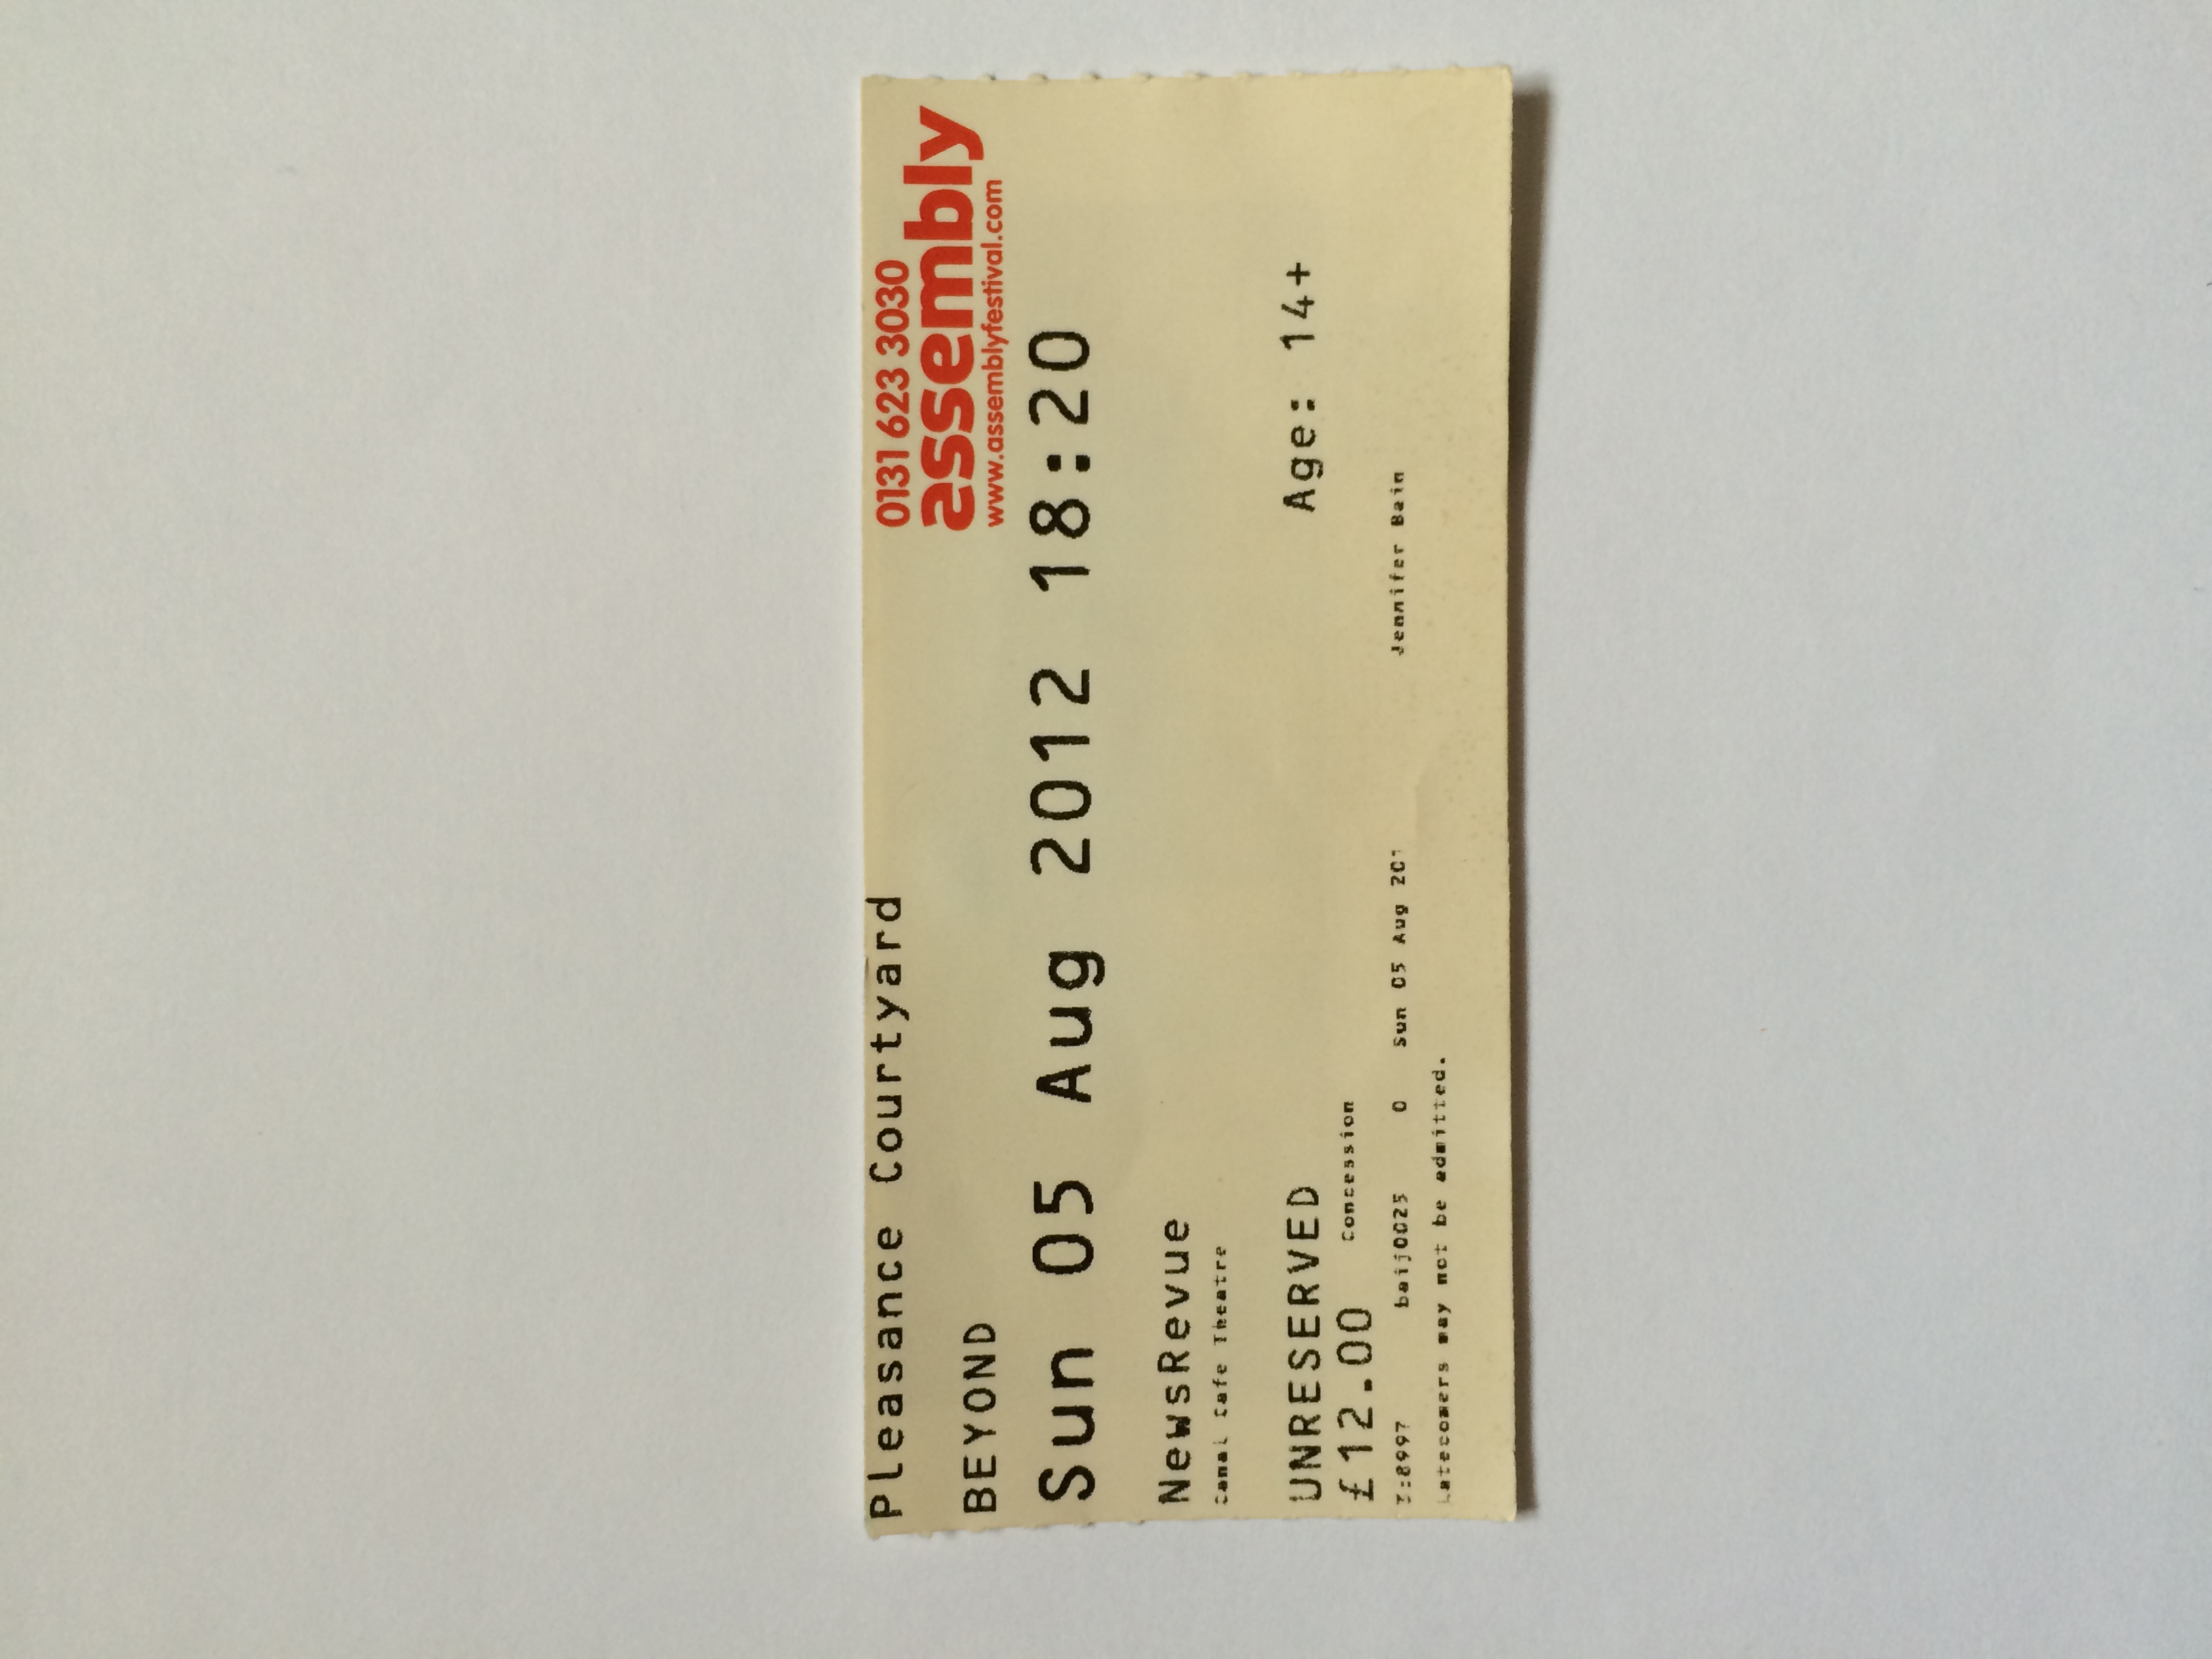 Pleasance Courtyard
0131 623 3030
assembly
www.assemblyfestival.com
BEYOND
Sun 05 Aug 2012 18:20
NewsRevue
Canal Cafe Theatre
UNRESERVED Age: 14+
£12.00 Concession
T:8997 baij0025 0 Sun 05 Aug 201 Jennifer Bain
Latecomers may not be admitted.